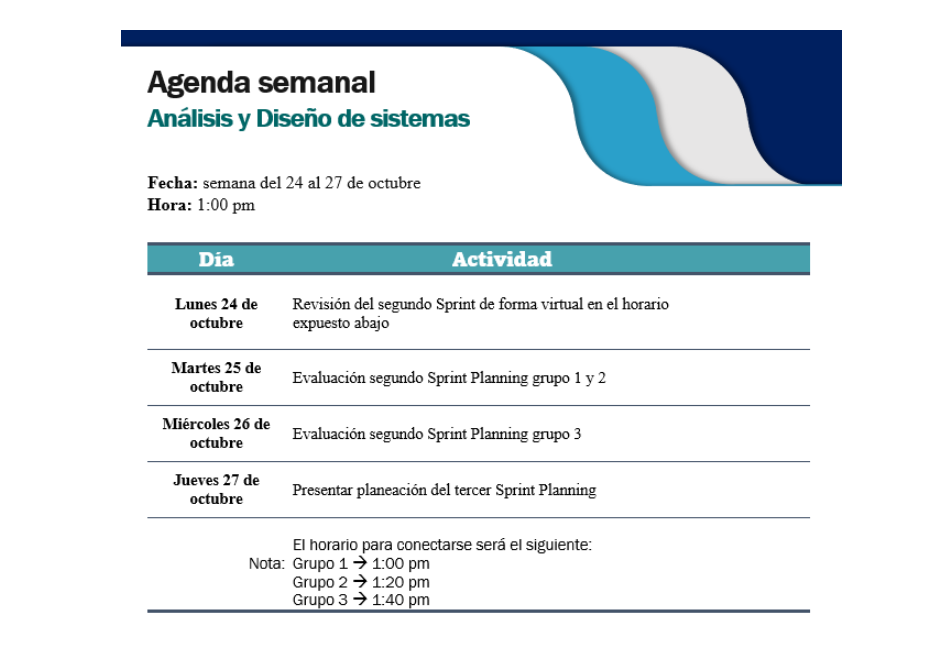 Agenda semanal
Análisis y Diseño de sistemas
Fecha: semana del 24 al 27 de octubre
Hora: 1:00 pm
Día Actividad
Lunes 24 de octubre
Revisión del segundo Sprint de forma virtual en el horario
expuesto abajo
Martes 25 de octubre
Evaluación segundo Sprint Planning grupo 1 y 2
Miércoles 26 de octubre
Evaluación segundo Sprint Planning grupo 3
Jueves 27 de octubre
Presentar planeación del tercer Sprint Planning
El horario para conectarse será el siguiente:
Nota: Grupo 1 → 1:00 pm
Grupo 2 → 1:20 pm
Grupo 3 → 1:40 pm